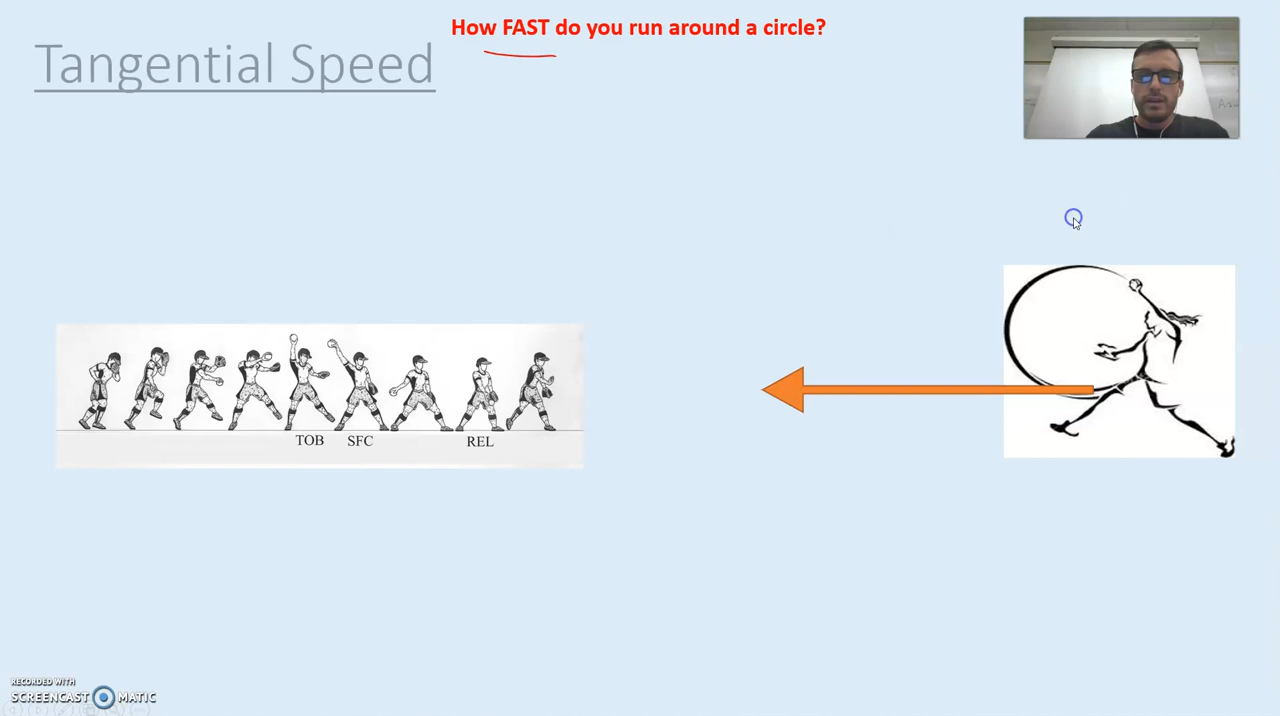 How FAST do you run around a circle?
Tangential Speed
TOB SFC REL
RECORDED WITH
SCREENCAST MATIC